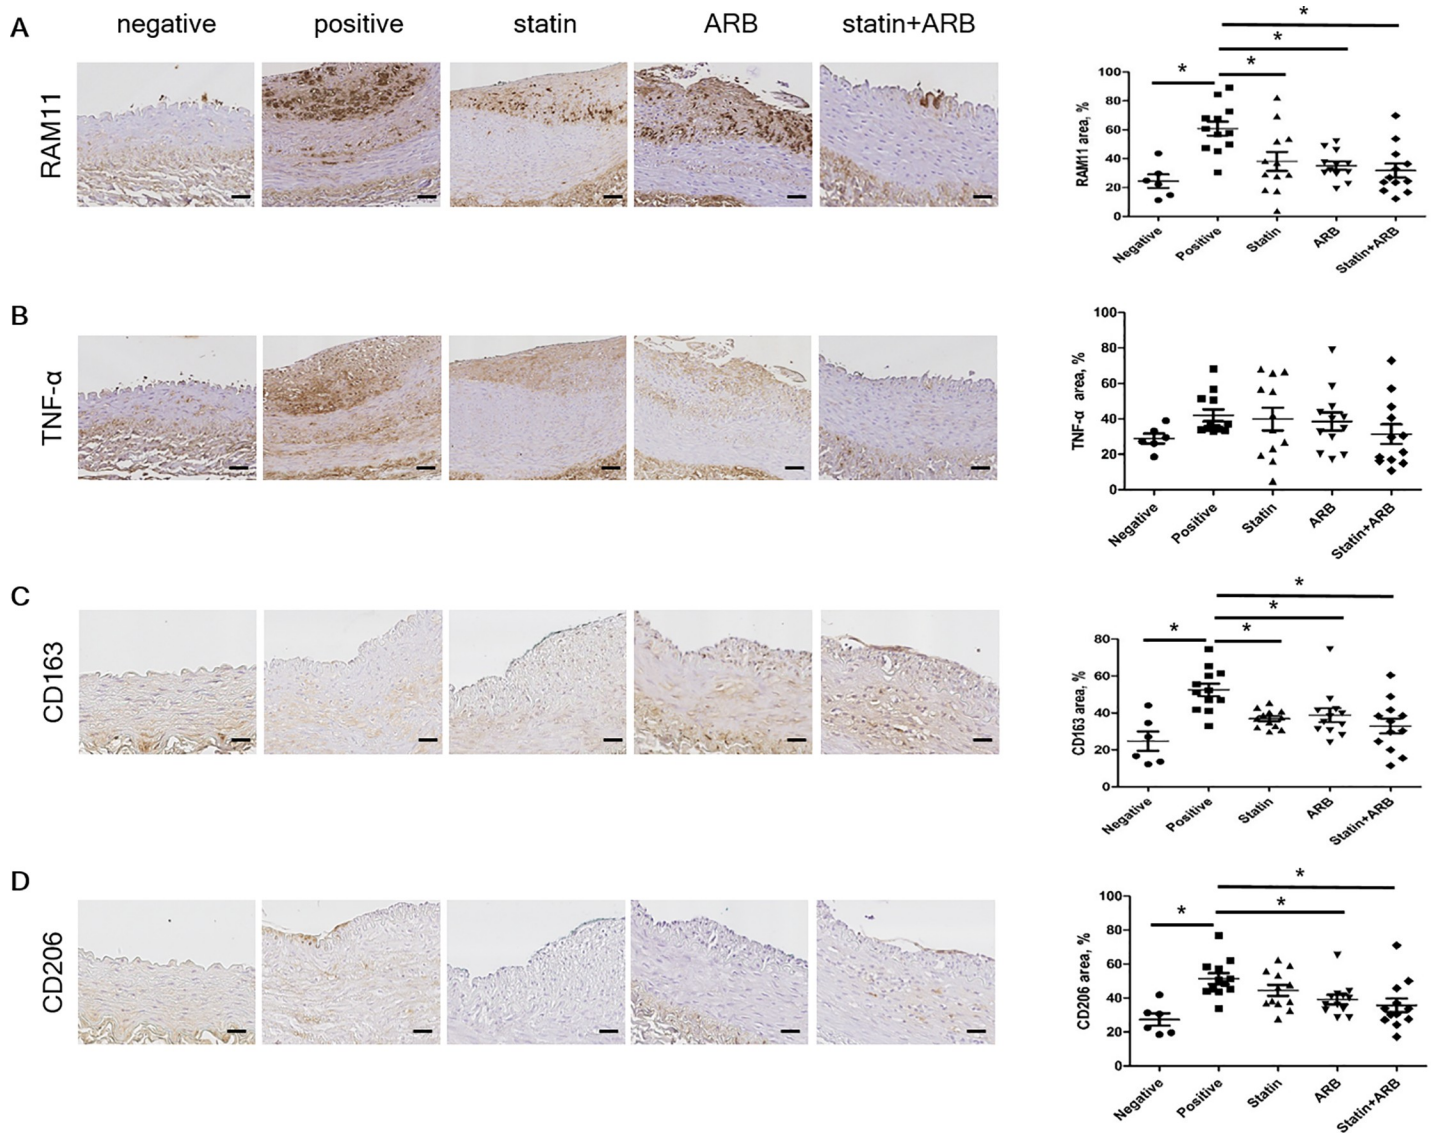 A negative positive statin ARB statin+ARB
RAM11
* * * *
RAM11 area, %
100
80
60
40
20
0
Negative Positive Statin ARB Statin+ARB
B
TNF-α
TNF-α area, %
100
80
60
40
20
0
Negative Positive Statin ARB Statin+ARB
C
CD163
* * * *
CD163 area, %
80
60
40
20
0
Negative Positive Statin ARB Statin+ARB
D
CD206
* * *
CD206 area, %
100
80
60
40
20
0
Negative Positive Statin ARB Statin+ARB